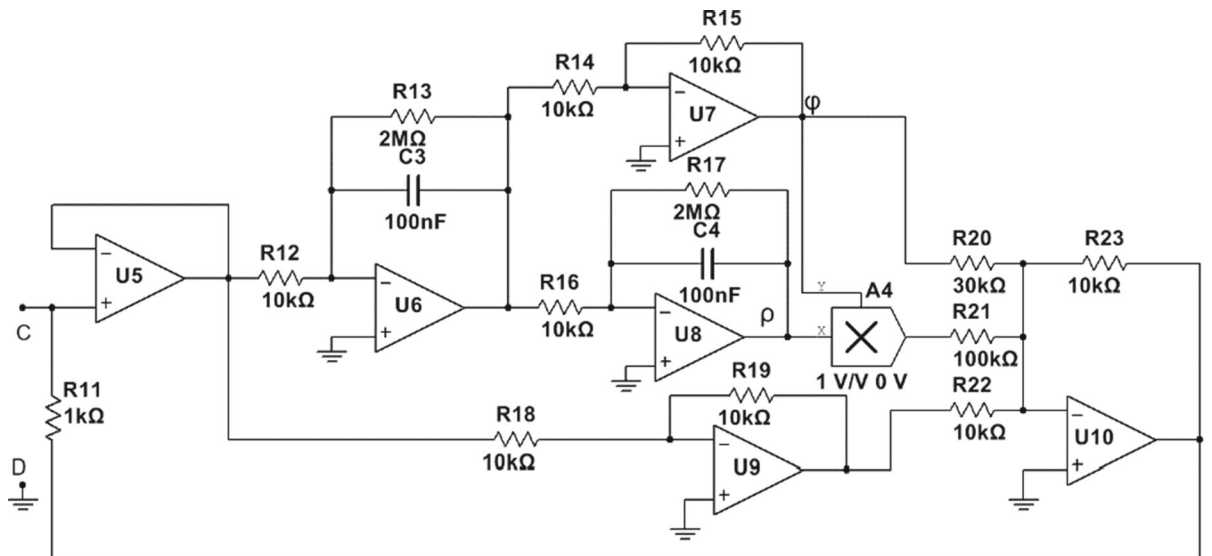 R15
10kΩ
R14
10kΩ
−
U7
+
φ
R13
2MΩ
C3
100nF
R17
2MΩ
C4
100nF
−
U5
+
R12
10kΩ
−
U6
+
R16
10kΩ
−
U8
+
ρ
Y
A4
X
1 V/V 0 V
R20
30kΩ
R23
10kΩ
R21
100kΩ
C
R11
1kΩ
D
R18
10kΩ
R19
10kΩ
−
U9
+
R22
10kΩ
−
U10
+